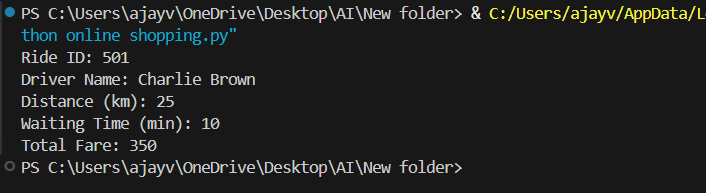 PS C:\Users\ajayv\OneDrive\Desktop\AI\New folder> & C:/Users/ajayv/AppData/L
thon online shopping.py"
Ride ID: 501
Driver Name: Charlie Brown
Distance (km): 25
Waiting Time (min): 10
Total Fare: 350
PS C:\Users\ajayv\OneDrive\Desktop\AI\New folder>